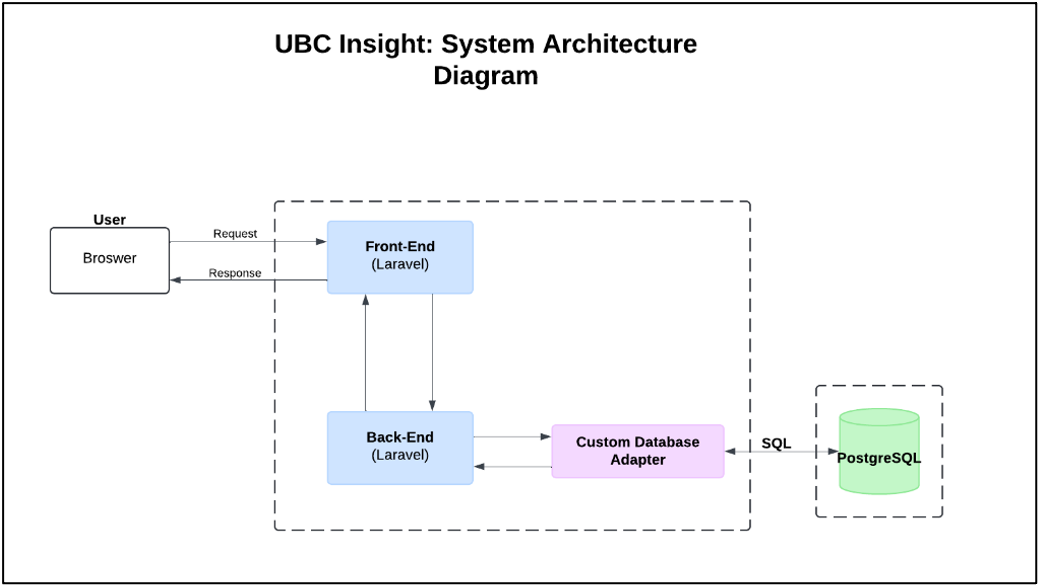 UBC Insight: System Architecture
Diagram
User
Broswer
Request
Response
Front-End
(Laravel)
Back-End
(Laravel)
Custom Database
Adapter
SQL
PostgreSQL